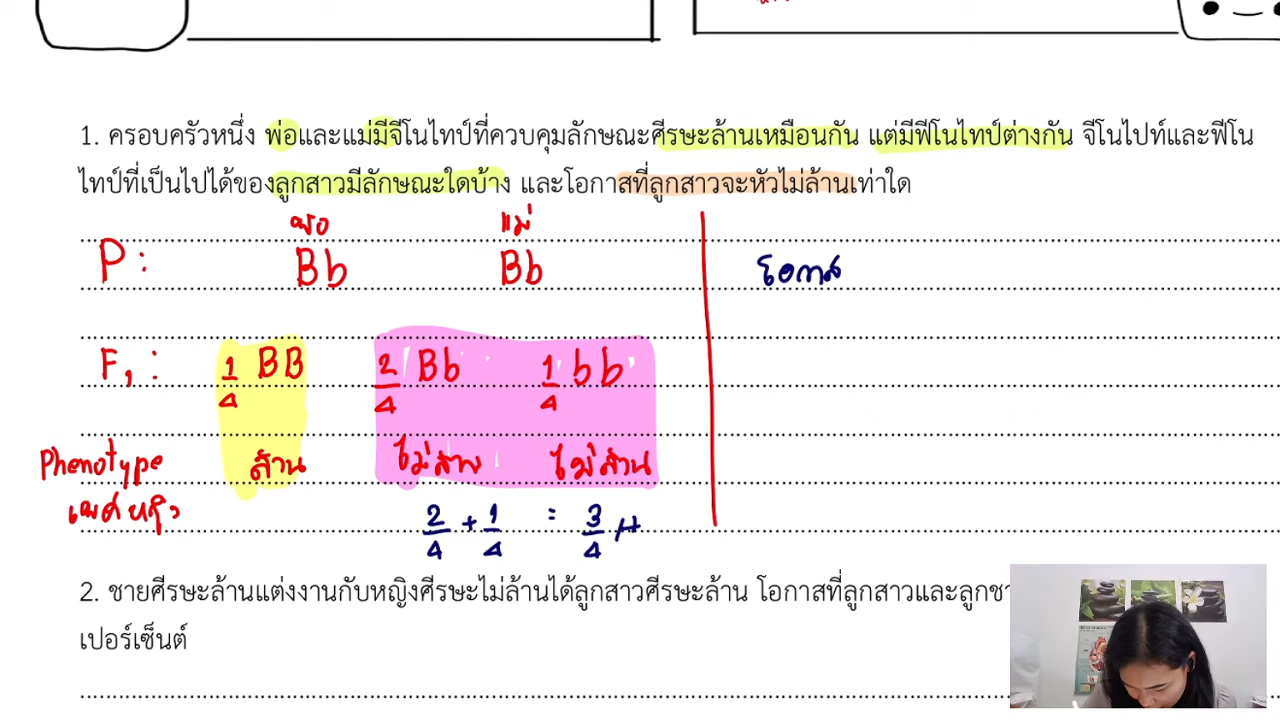 1. ครอบครัวหนึ่ง พ่อและแม่มีจีโนไทป์ที่ควบคุมลักษณะศีรษะล้านเหมือนกัน แต่มีฟีโนไทป์ต่างกัน จีโนไปท์และฟีโน
ไทป์ที่เป็นไปได้ของลูกสาวมีลักษณะใดบ้าง และโอกาสที่ลูกสาวจะหัวไม่ล้านเท่าใด
พ่อ แม่
P : Bb Bb
โอกาส
F₁ : 1/4 BB 2/4 Bb 1/4 bb
Phenotype ล้าน ไม่ล้าน ไม่ล้าน
เพศหญิง
2/4 + 1/4 = 3/4
2. ชายศีรษะล้านแต่งงานกับหญิงศีรษะไม่ล้านได้ลูกสาวศีรษะล้าน โอกาสที่ลูกสาวและลูกชา
เปอร์เซ็นต์